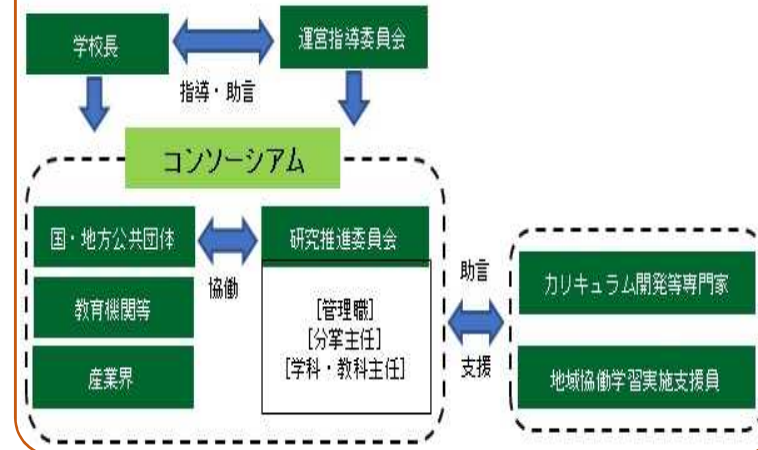 学校長
運営指導委員会
指導・助言
コンソーシアム
国・地方公共団体
研究推進委員会
協働
教育機関等
産業界
[管理職]
[分掌主任]
[学科・教科主任]
助言
支援
カリキュラム開発等専門家
地域協働学習実施支援員